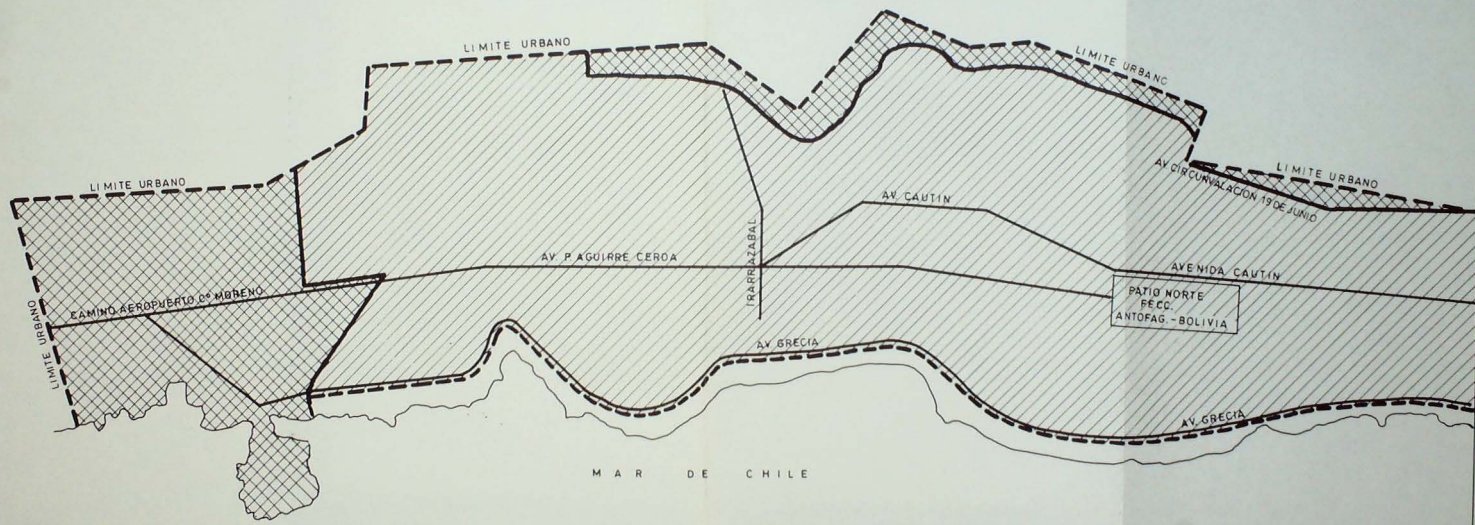 LIMITE URBANO
LIMITE URBANO
LIMITE URBANO
LIMITE URBANO
LIMITE URBANO
AV. CIRCUNVALACION 19 DE JUNIO
AV. CAUTIN
IRARRAZABAL
AV. P. AGUIRRE CEROA
AVENIDA CAUTIN
CAMINO AEROPUERTO Cº MORENO
PATIO NORTE
FE.CC.
ANTOFAG.-BOLIVIA
AV. GRECIA
AV. GRECIA
MAR DE CHILE